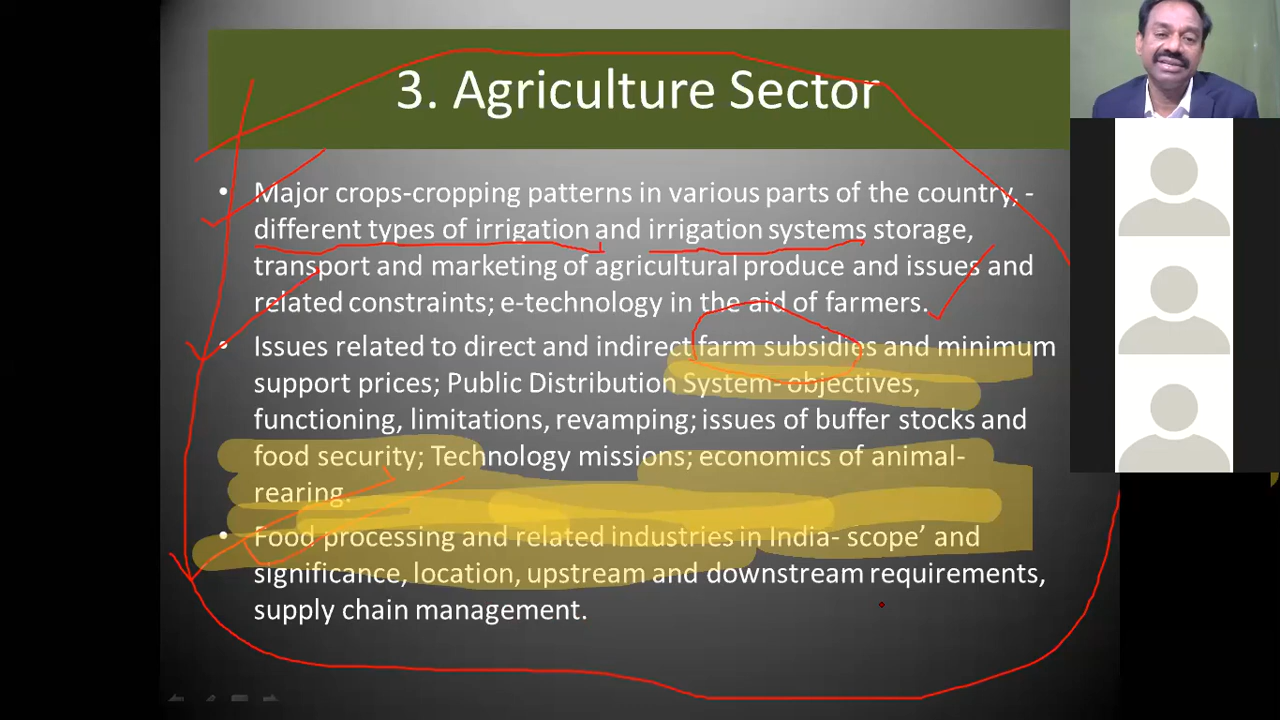 3. Agriculture Sector
• Major crops-cropping patterns in various parts of the country, -
different types of irrigation and irrigation systems storage,
transport and marketing of agricultural produce and issues and
related constraints; e-technology in the aid of farmers.
• Issues related to direct and indirect farm subsidies and minimum
support prices; Public Distribution System- objectives,
functioning, limitations, revamping; issues of buffer stocks and
food security; Technology missions; economics of animal-
rearing.
• Food processing and related industries in India- scope’ and
significance, location, upstream and downstream requirements,
supply chain management.